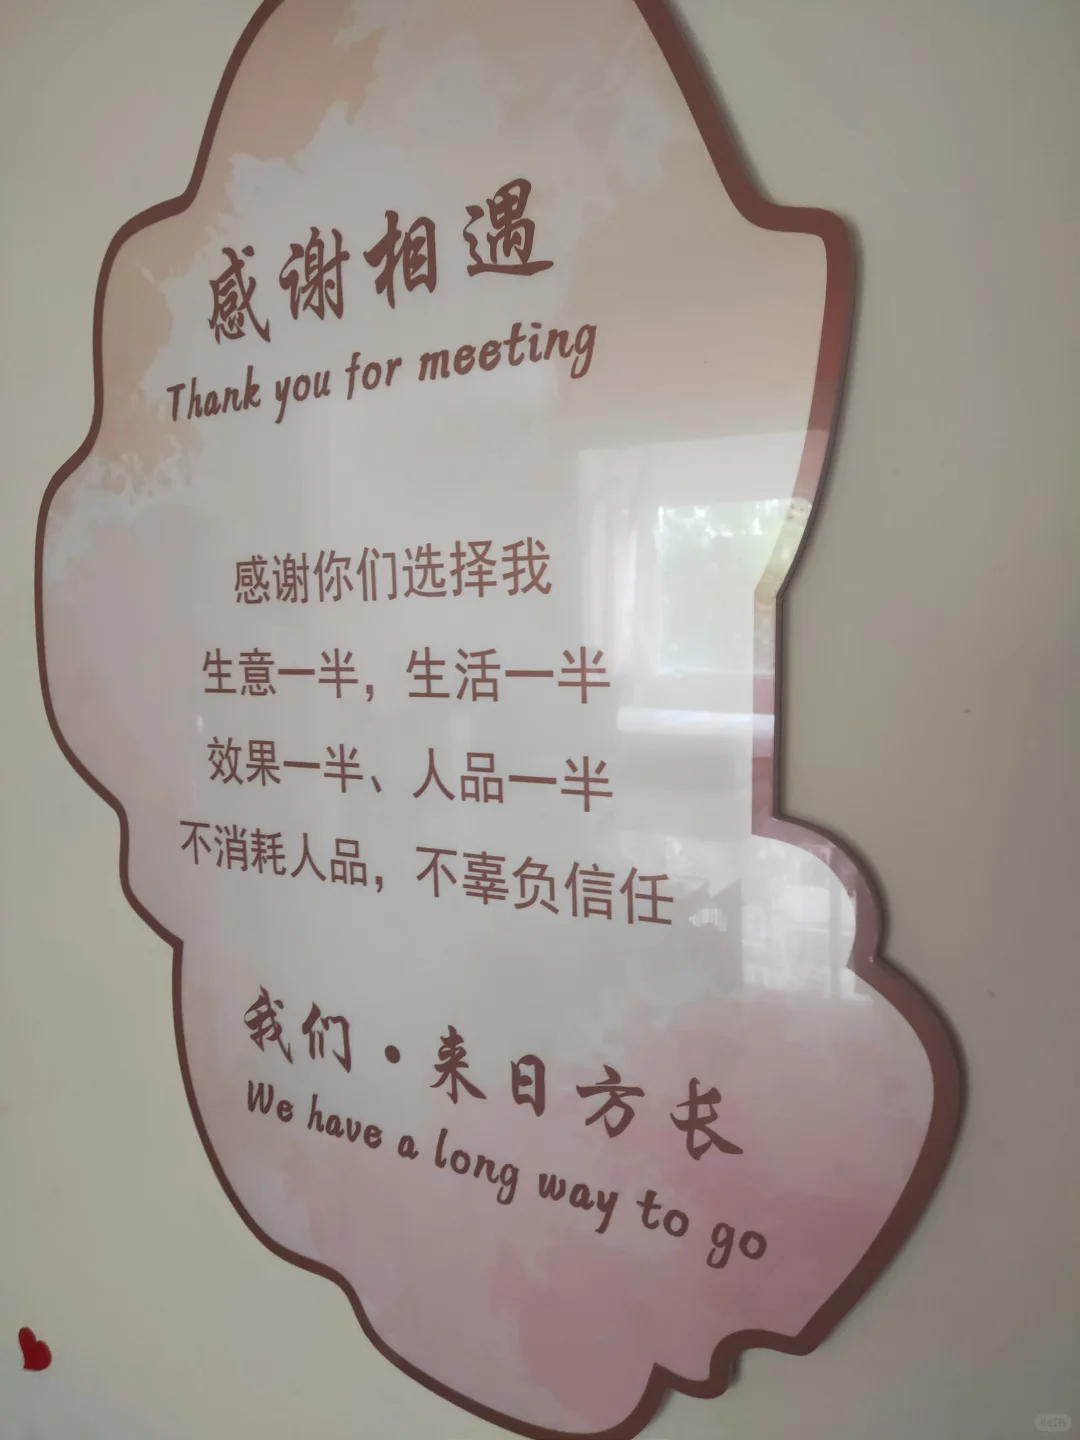 感谢相遇
Thank you for meeting
感谢你们选择我
生意一半，生活一半
效果一半、人品一半
不消耗人品，不辜负信任
我们·来日方长
We have a long way to go